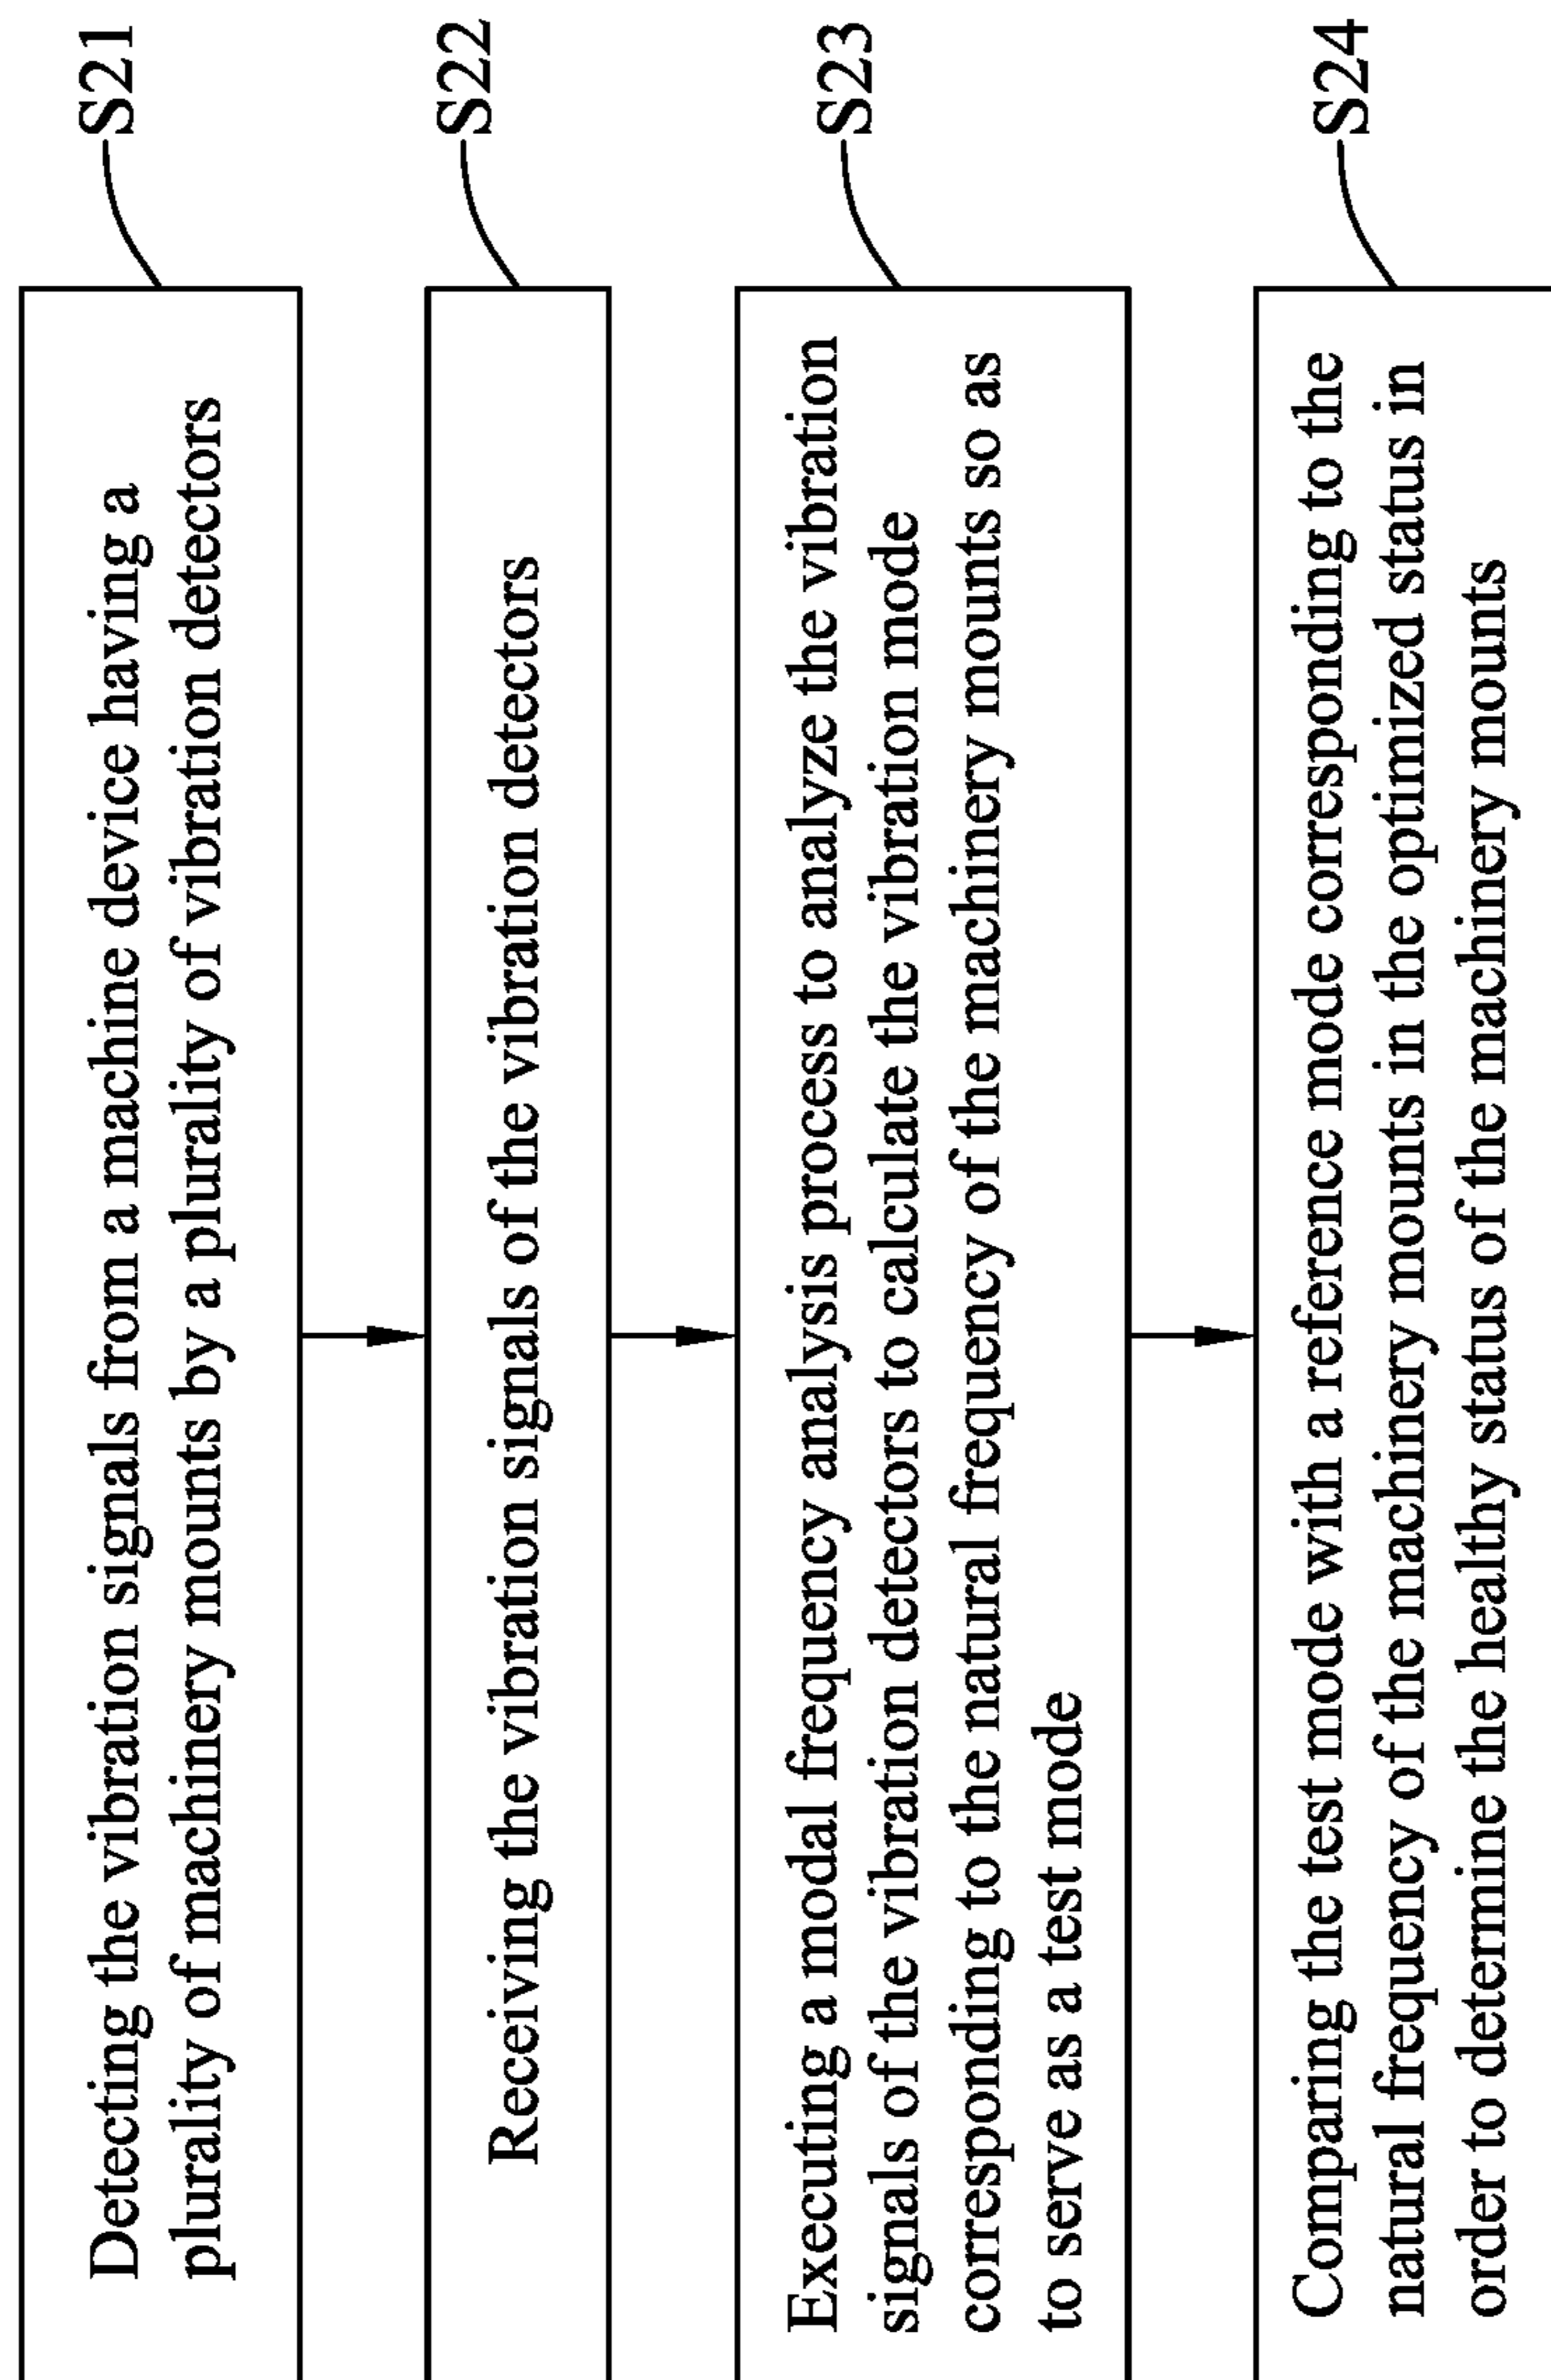 Detecting the vibration signals from a machine device having a
plurality of machinery mounts by a plurality of vibration detectors
S21
Receiving the vibration signals of the vibration detectors
S22
Executing a modal frequency analysis process to analyze the vibration
signals of the vibration detectors to calculate the vibration mode
corresponding to the natural frequency of the machinery mounts so as
to serve as a test mode
S23
Comparing the test mode with a reference mode corresponding to the
natural frequency of the machinery mounts in the optimized status in
order to determine the healthy status of the machinery mounts
S24